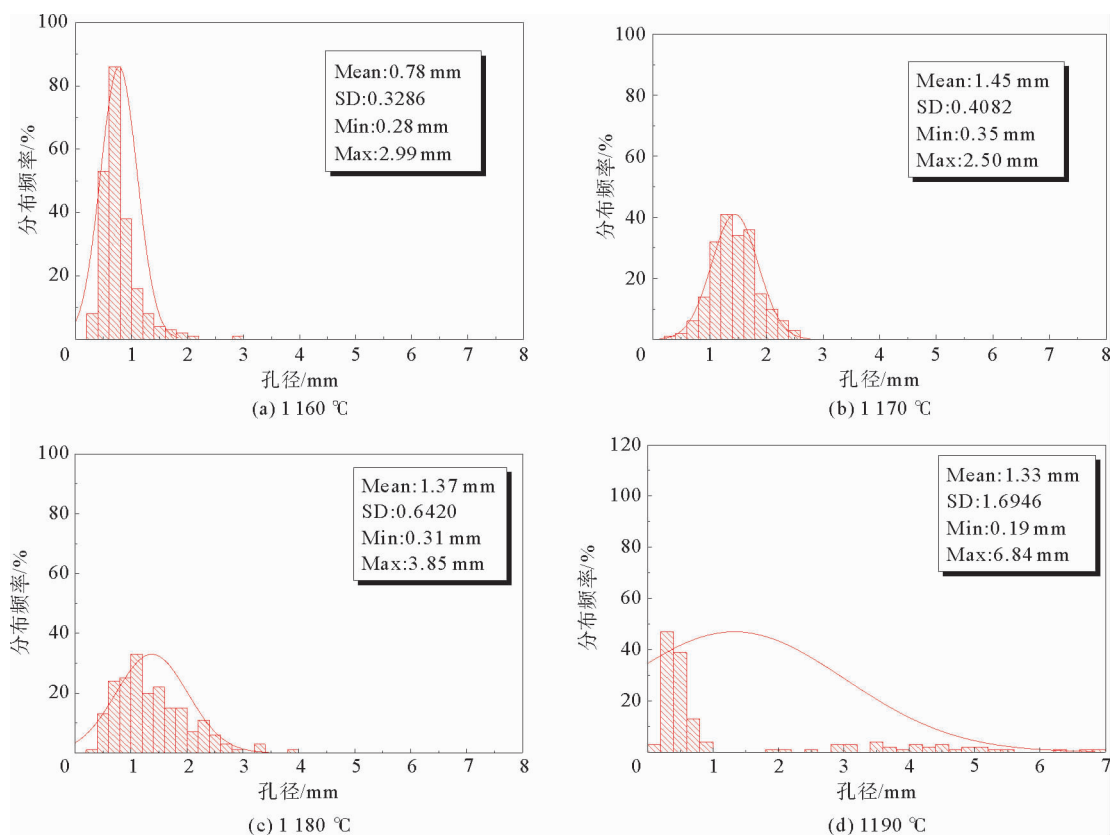 100
80
60
40
20
0
分布频率/%
Mean:0.78 mm
SD:0.3286
Min:0.28 mm
Max:2.99 mm
0 1 2 3 4 5 6 7 8
孔径/mm
(a) 1 160 ℃
100
80
60
40
20
分布频率/%
Mean:1.45 mm
SD:0.4082
Min:0.35 mm
Max:2.50 mm
0 1 2 3 4 5 6 7 8
孔径/mm
(b) 1 170 ℃
100
80
60
40
20
分布频率/%
Mean:1.37 mm
SD:0.6420
Min:0.31 mm
Max:3.85 mm
0 1 2 3 4 5 6 7 8
孔径/mm
(c) 1 180 ℃
120
100
80
60
40
20
分布频率/%
Mean:1.33 mm
SD:1.6946
Min:0.19 mm
Max:6.84 mm
0 1 2 3 4 5 6 7
孔径/mm
(d) 1190 ℃